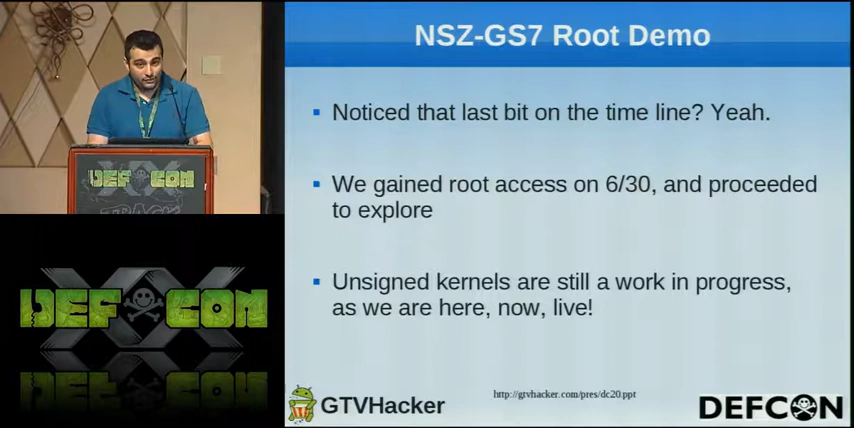 NSZ-GS7 Root Demo
Noticed that last bit on the time line? Yeah.
We gained root access on 6/30, and proceeded
to explore
Unsigned kernels are still a work in progress,
as we are here, now, live!
http://gtvhacker.com/pres/dc20.ppt
GTVHacker
DEFCON
DEF CON
TRACK
XX
DEF CON